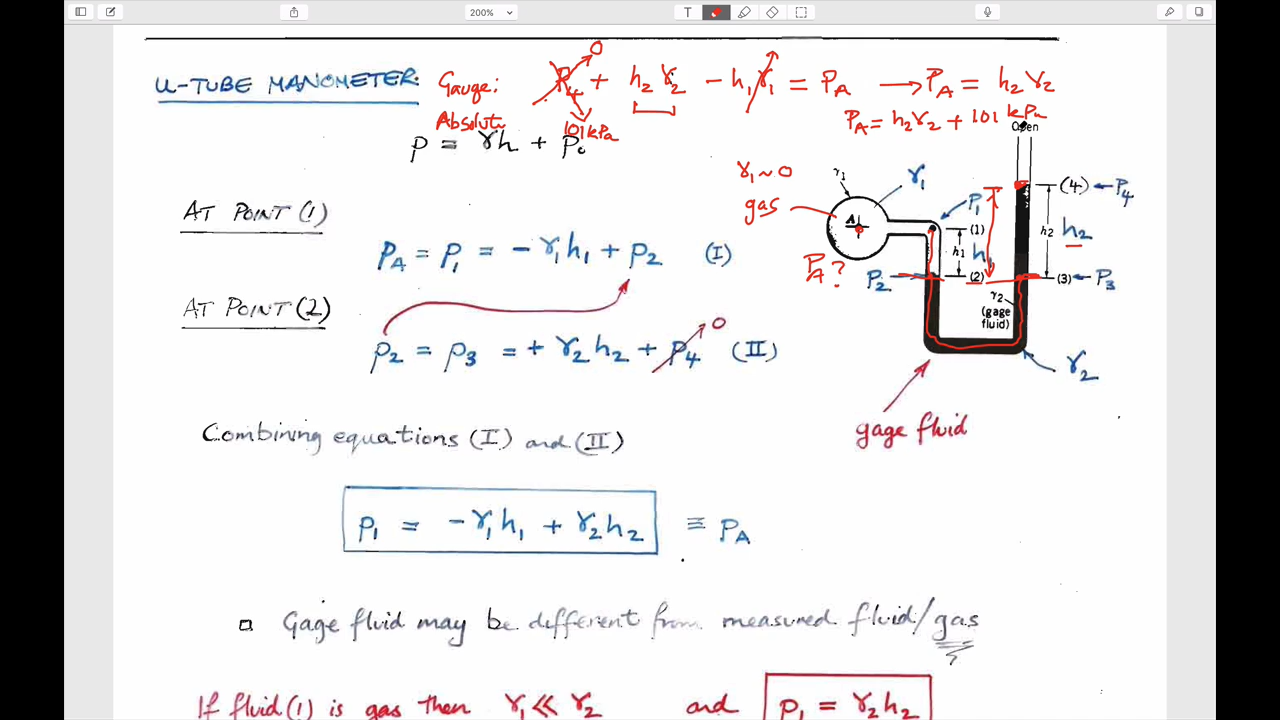 200%
T
U-TUBE MANOMETER:
Gauge: P4 + h2 γ2 - h1 γ1 = PA → PA = h2 γ2
0
Absolute 101 kPa PA = h2 γ2 + 101 kPa
p = γh + po
Open
γ1 ~ 0
gas
γ1
γ1
A
P1
(1)
(4) ← P4
h1
h
h2
h2
PA?
P2
(2)
(3) ← P3
γ2
(gage
fluid)
γ2
gage fluid
AT POINT (1)
PA = P1 = - γ1 h1 + P2 (I)
AT POINT (2)
P2 = P3 = + γ2 h2 + P4 (II)
0
Combining equations (I) and (II)
P1 = - γ1 h1 + γ2 h2 ≡ PA
□ Gage fluid may be different from measured fluid/gas
If fluid (1) is gas then γ1 << γ2 and P1 = γ2 h2